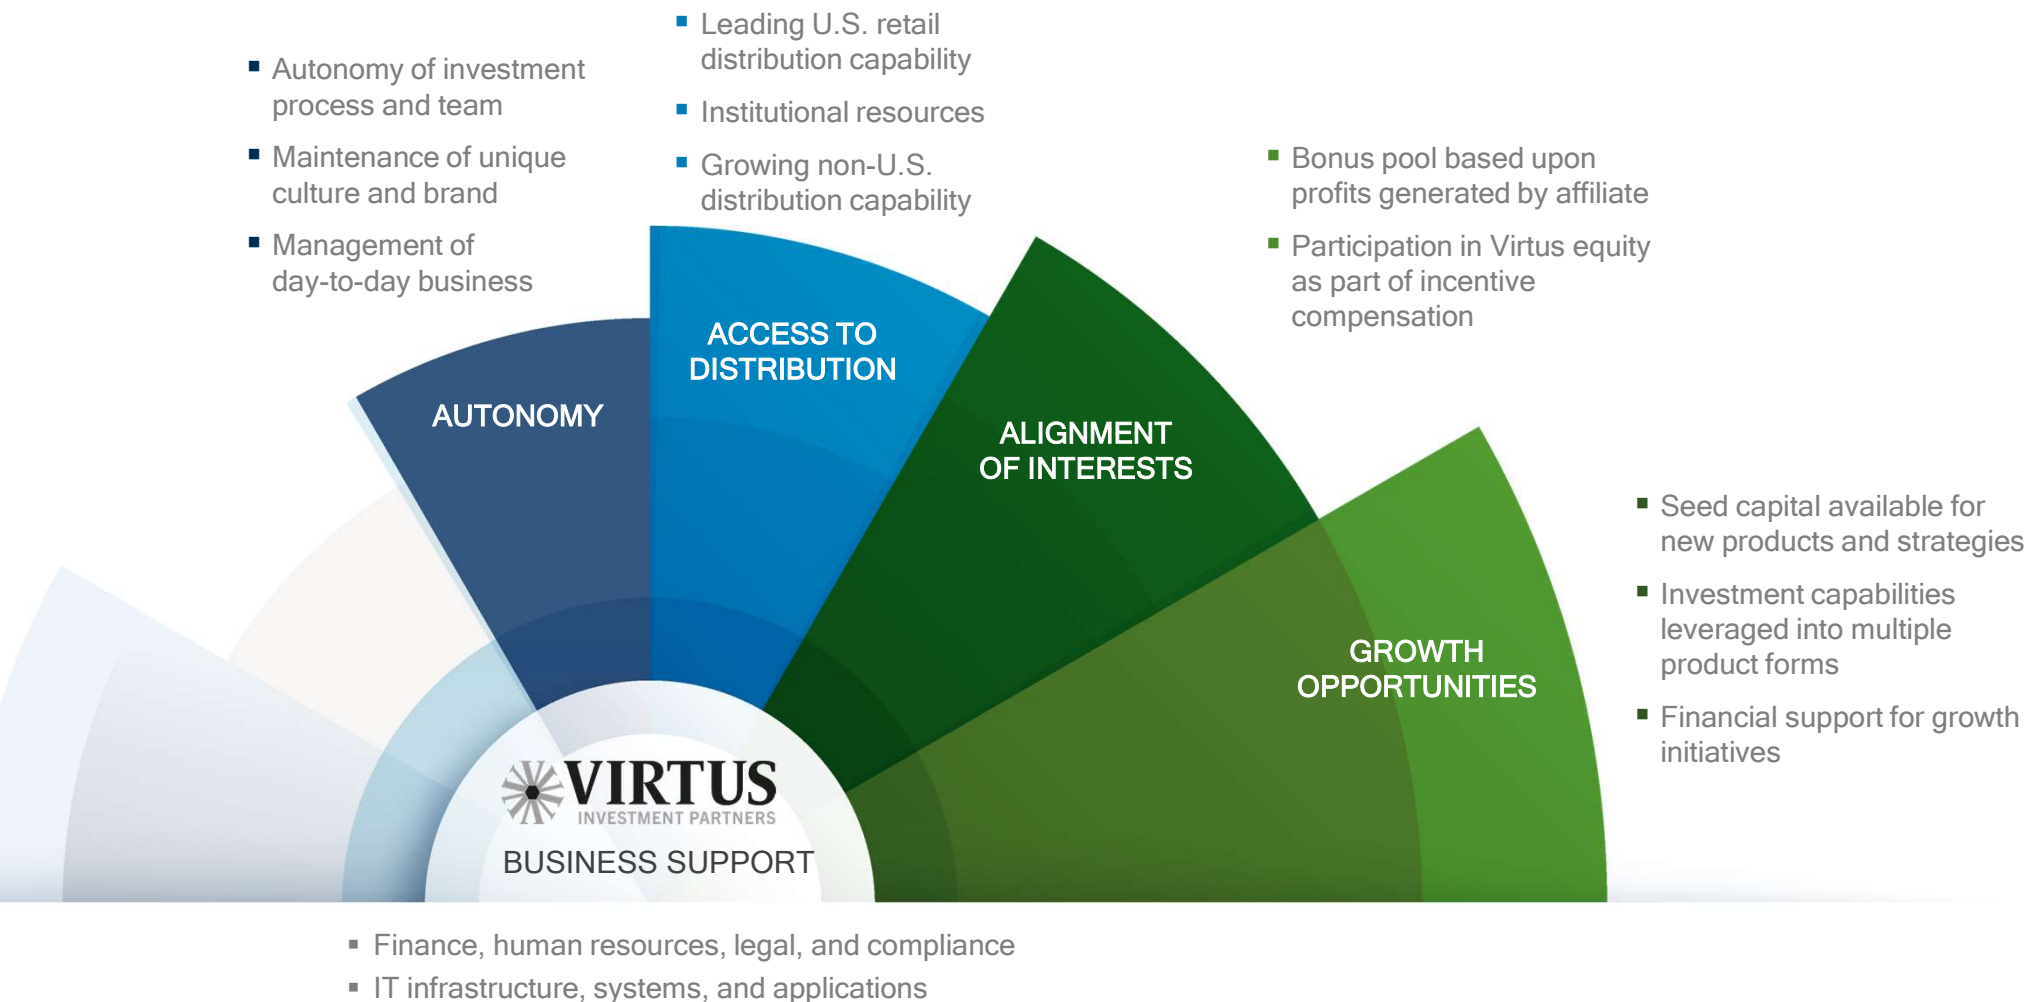 ▪ Leading U.S. retail
distribution capability
▪ Institutional resources
▪ Growing non-U.S.
distribution capability
▪ Autonomy of investment
process and team
▪ Maintenance of unique
culture and brand
▪ Management of
day-to-day business
▪ Bonus pool based upon
profits generated by affiliate
▪ Participation in Virtus equity
as part of incentive
compensation
ACCESS TO
DISTRIBUTION
AUTONOMY
ALIGNMENT
OF INTERESTS
▪ Seed capital available for
new products and strategies
▪ Investment capabilities
leveraged into multiple
product forms
▪ Financial support for growth
initiatives
GROWTH
OPPORTUNITIES
VIRTUS
INVESTMENT PARTNERS
BUSINESS SUPPORT
▪ Finance, human resources, legal, and compliance
▪ IT infrastructure, systems, and applications